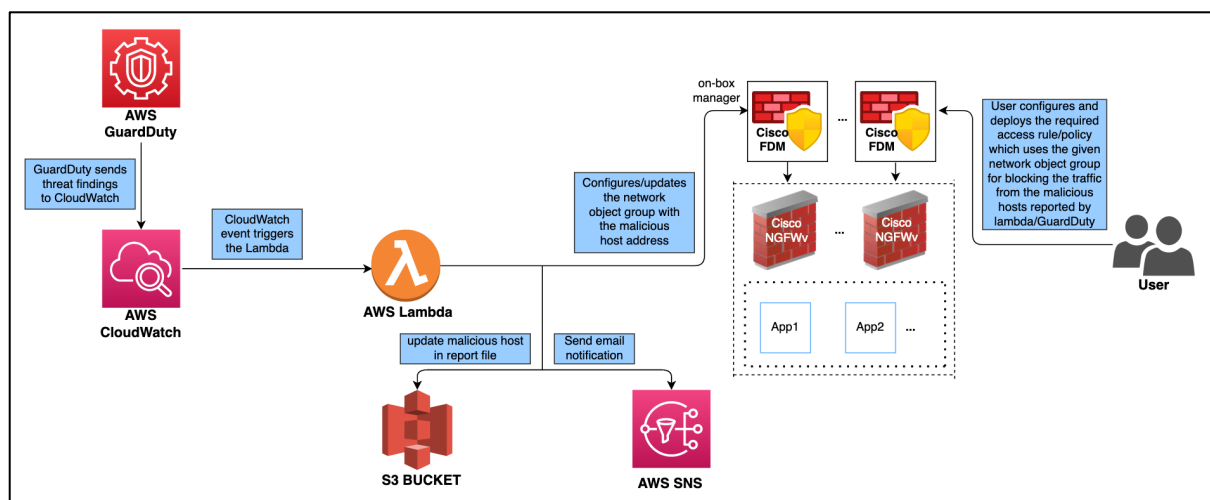 AWS
GuardDuty
GuardDuty sends
threat findings
to CloudWatch
AWS
CloudWatch
CloudWatch
event triggers
the Lambda
AWS Lambda
update malicious host
in report file
Send email
notification
S3 BUCKET
AWS SNS
Configures/updates
the network
object group with
the malicious
host address
on-box
manager
Cisco
FDM
...
Cisco
FDM
Cisco
NGFWv
...
Cisco
NGFWv
App1
App2
...
User configures and
deploys the required
access rule/policy
which uses the given
network object group
for blocking the traffic
from the malicious
hosts reported by
lambda/GuardDuty
User